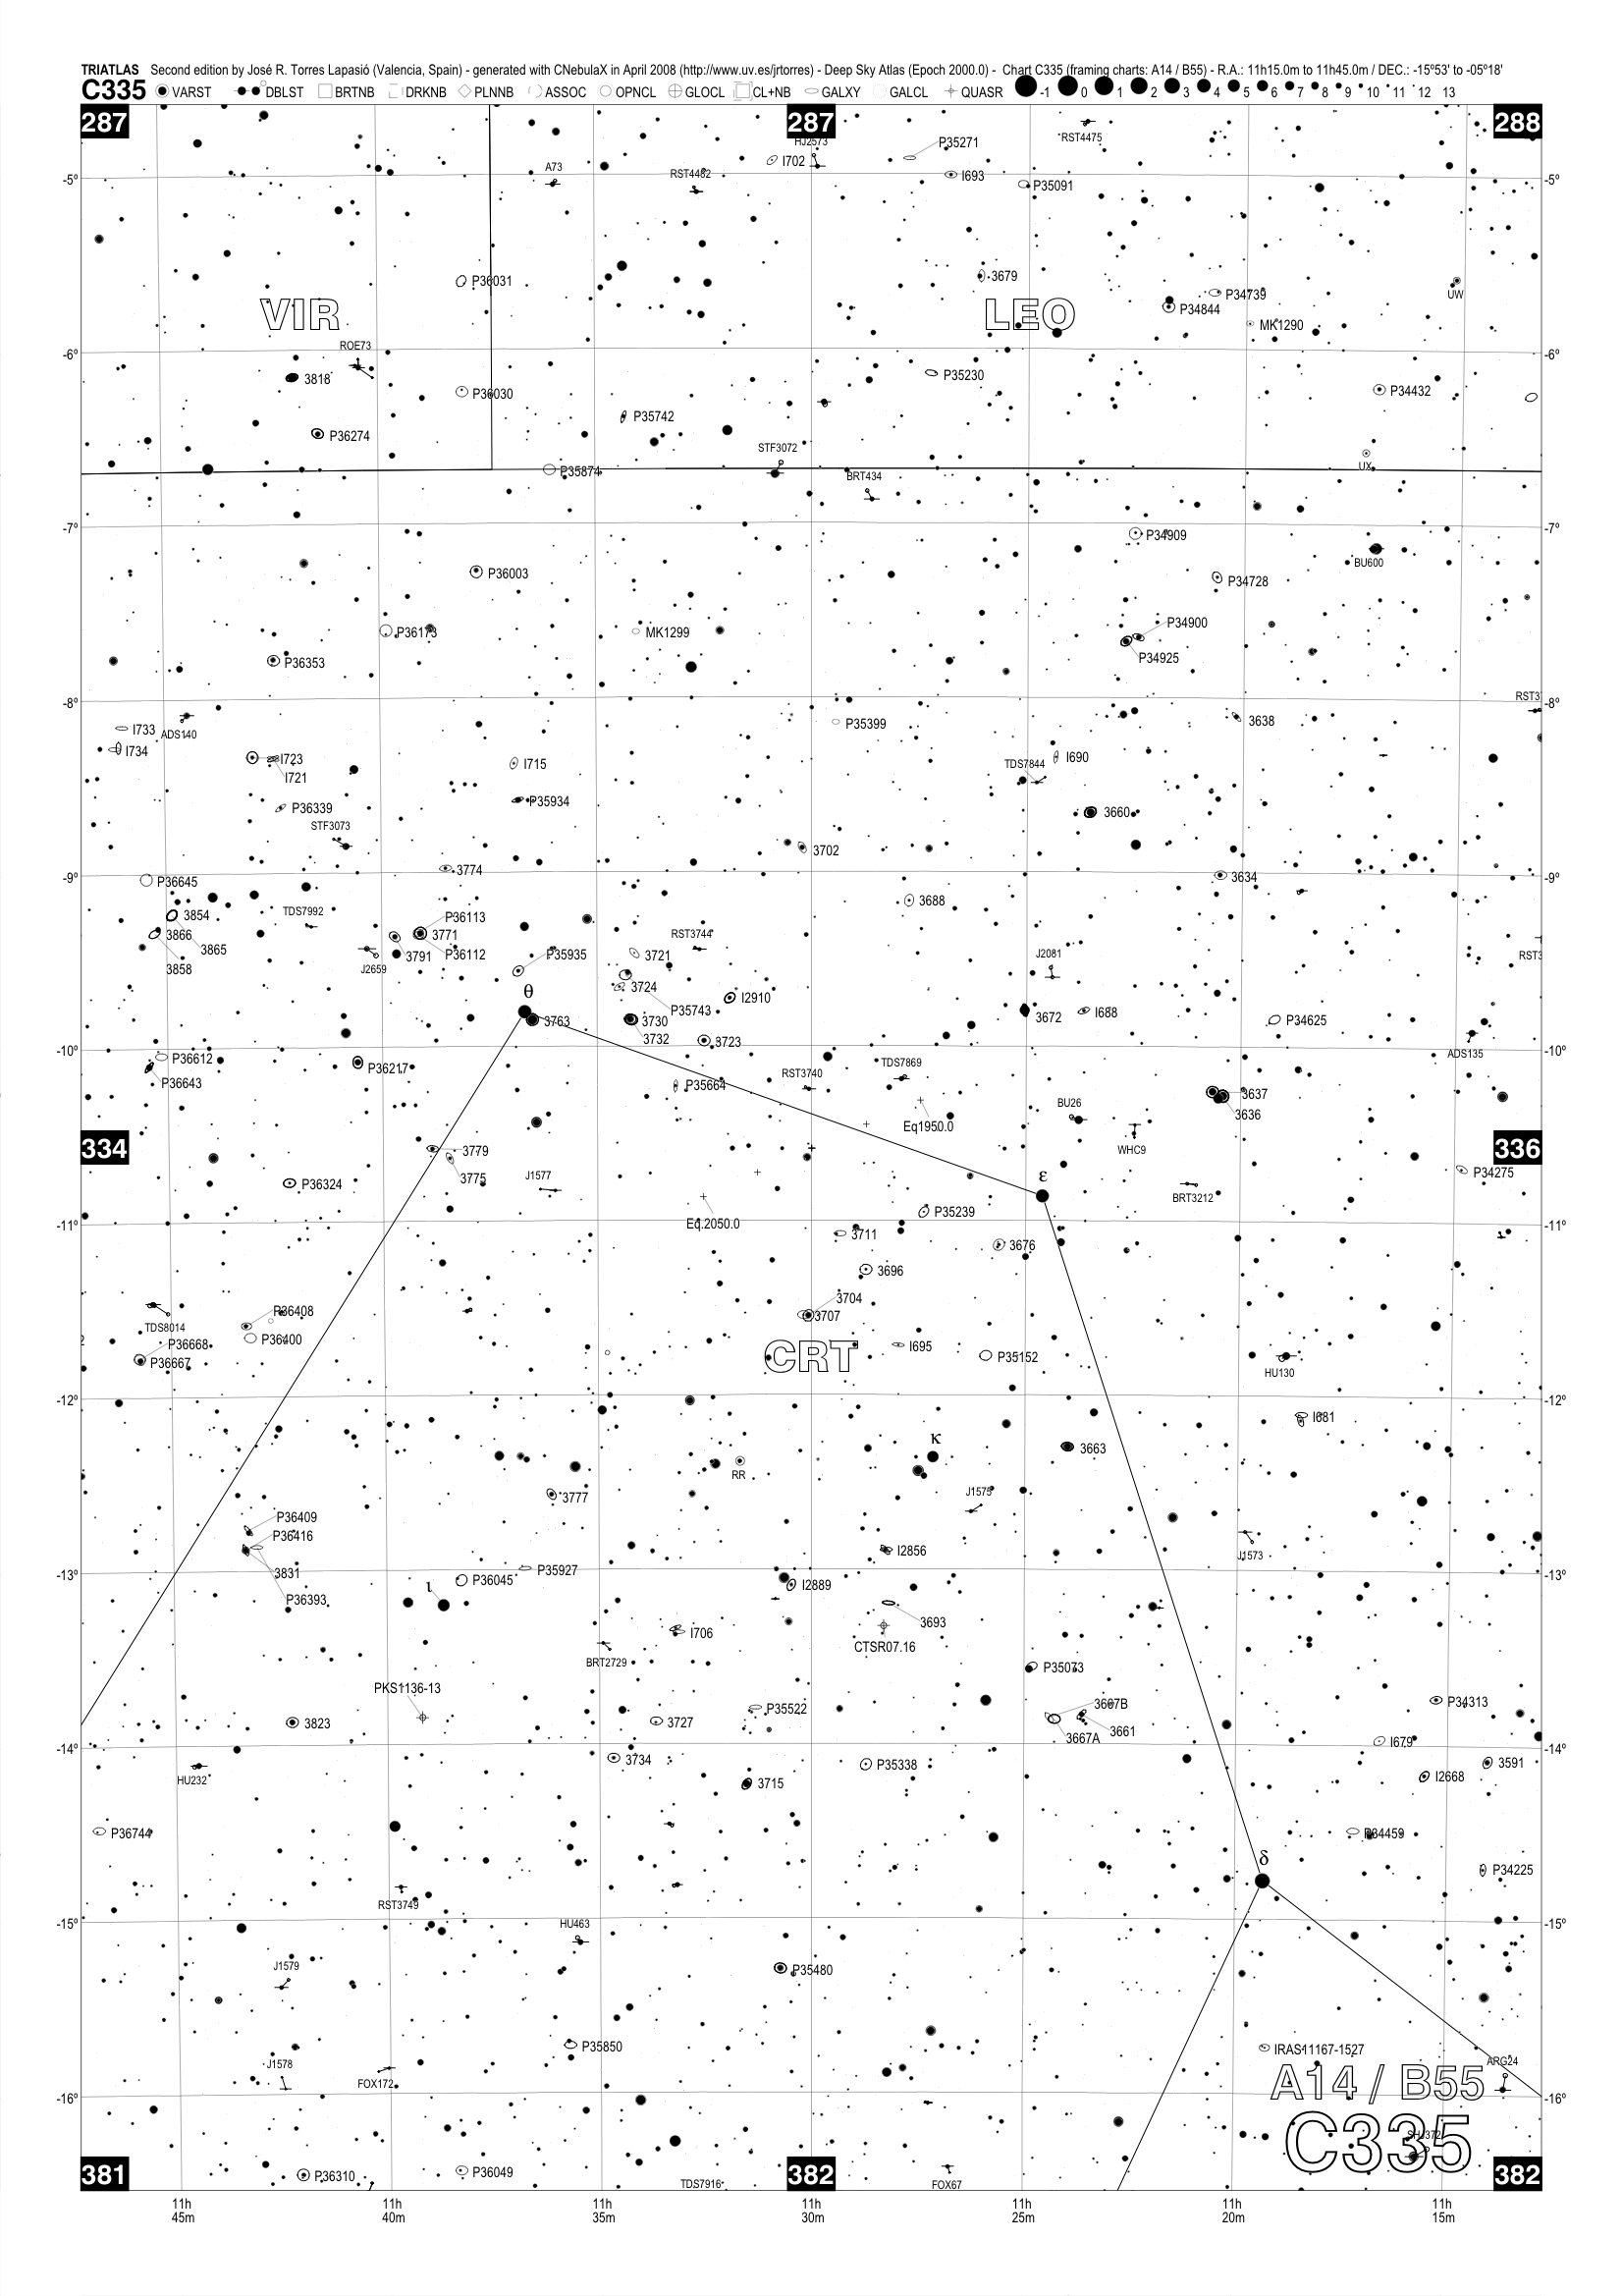 TRIATLAS Second edition by José R. Torres Lapasió (Valencia, Spain) - generated with CNebulaX in April 2008 (http://www.uv.es/jrtorres) - Deep Sky Atlas (Epoch 2000.0) - Chart C335 (framing charts: A14 / B55) - R.A.: 11h15.0m to 11h45.0m / DEC.: -15º53' to -05º18'
C335 VARST DBLST BRTNB DRKNB PLNNB ASSOC OPNCL GLOCL CL+NB GALXY GALCL QUASR -1 0 1 2 3 4 5 6 7 8 9 10 11 12 13
287 287 288
HJ2573 RST4475
P35271
A73 I702
RST4482 I693
-5º P35091 -5º
3679
P36031
P34739 UW
VIR LEO P34844
MK1290
ROE73
3818 P35230
-6º -6º
P36030 P34432
P35742
P36274
STF3072
P35874 BRT434 UX
-7º P34909 -7º
BU600
P36003 P34728
P34900
P36173 MK1299
P36353 P34925
-8º RST3 -8º
I733 ADS140 P35399 3638
I734
I723 I715 TDS7844 I690
I721
P36339 P35934 3660
STF3073
3702
3774
-9º P36645 3634 -9º
3688
3854 TDS7992 P36113
3866 3771 RST3744
3865 3791 P36112 P35935 3721 J2081 RST3
3858 J2659
θ 3724
I2910
P35743 3672 I688
3763 3730 P34625
3732 3723
-10º P36612 ADS135 -10º
P36217 TDS7869
P36643 P35664 RST3740
3637
Eq1950.0 BU26 3636
334 336
3779 WHC9
3775 J1577 ε P34275
P36324 BRT3212
Eq.2050.0 P35239
-11º 3711 -11º
3676
3696
3704
P36408 3707
TDS8014
P36668 P36400 I695
P36667 CRT P35152 HU130
-12º -12º
I681
κ 3663
RR
3777 J1575
P36409
P36416 I2856 J1573
3831 P35927
-13º P36045 I2889 -13º
P36393 ι
3693
I706 CTSR07.16
BRT2729 P35073
PKS1136-13
P35522 3667B P34313
3823 3727 3661
3667A I679
-14º 3734 P35338 -14º
HU232 3715 3591
I2668
P36744 P34459
δ P34225
RST3749
-15º HU463 -15º
J1579
P35480
P35850 IRAS11167-1527
J1578 ARG24
FOX172 A14 / B55
-16º -16º
C335
SHJ372
P36310 P36049
381 382 382
TDS7916 FOX67
11h 11h 11h 11h 11h 11h 11h
45m 40m 35m 30m 25m 20m 15m